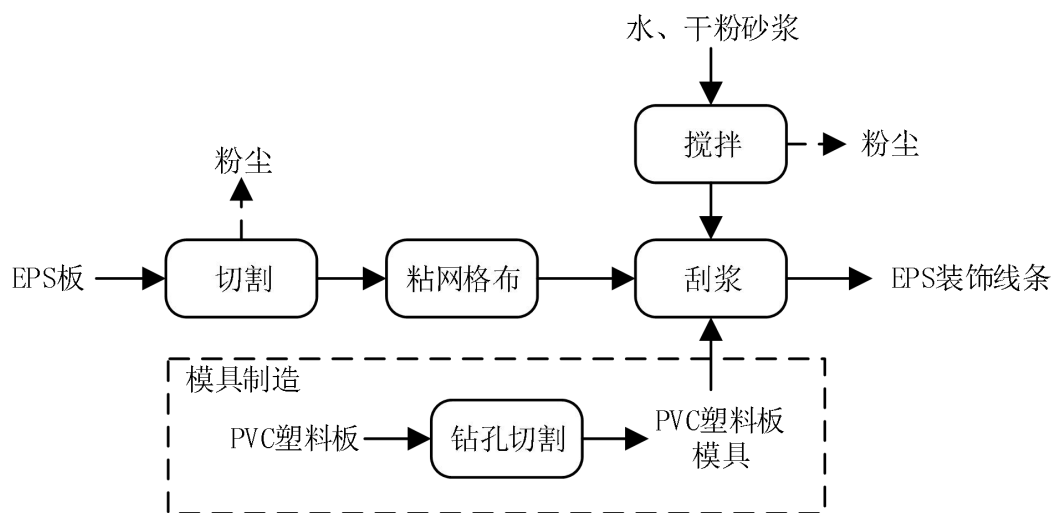 水、干粉砂浆
搅拌
粉尘
粉尘
EPS板
切割
粘网格布
刮浆
EPS装饰线条
模具制造
PVC塑料板
钻孔切割
PVC塑料板
模具